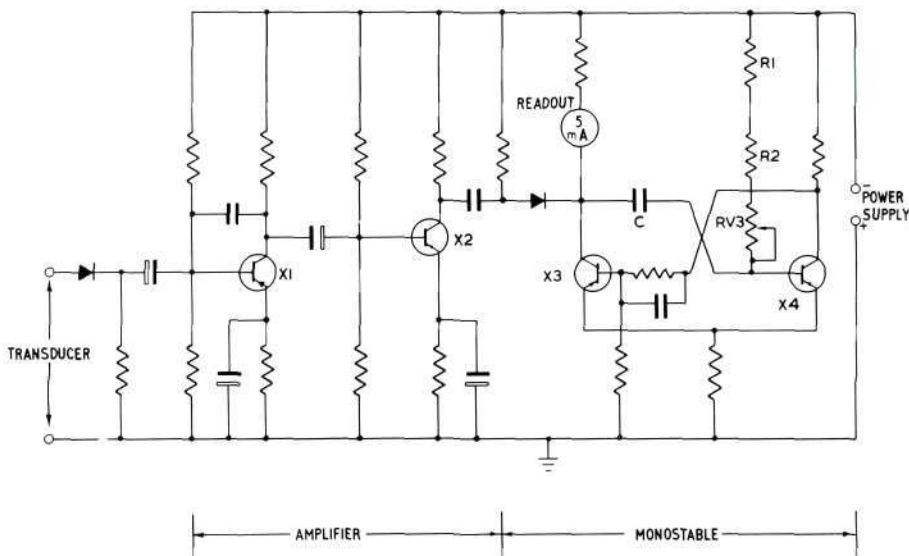 R1
READOUT
5
mA
R2
C
RV3
−
POWER
SUPPLY
+
X1
X2
X3
X4
TRANSDUCER
AMPLIFIER
MONOSTABLE